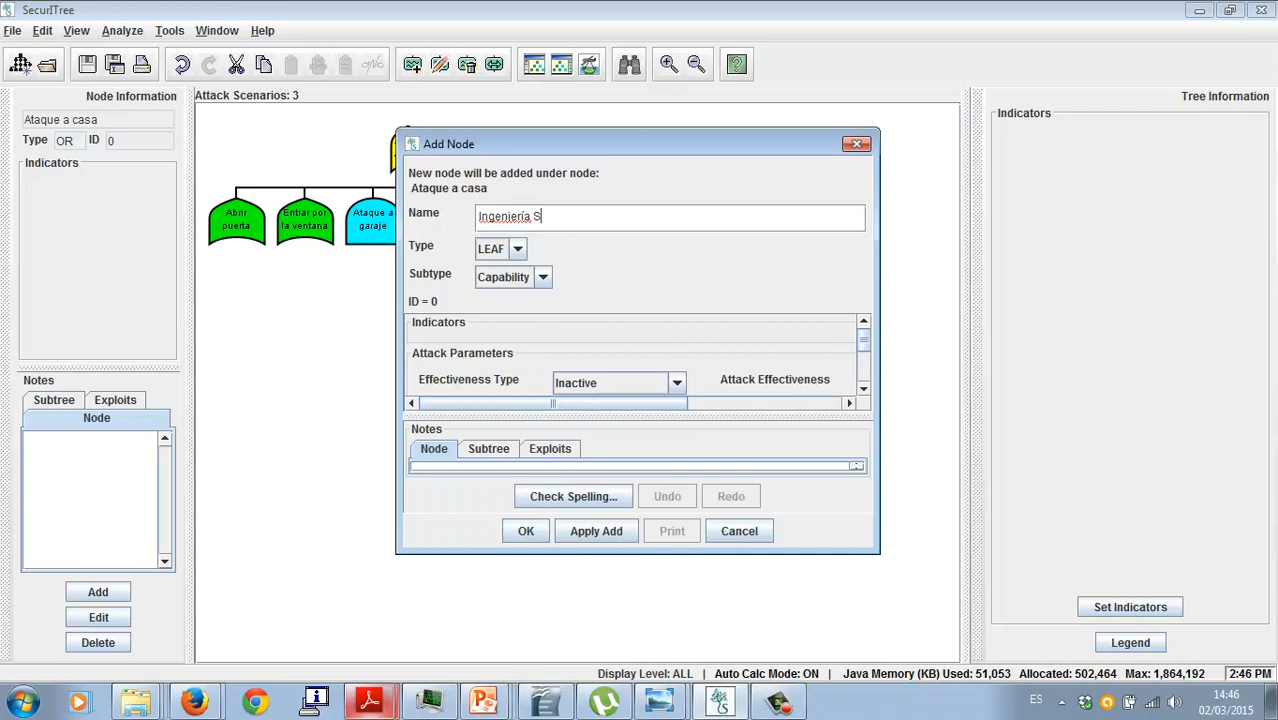 SecurITree
File Edit View Analyze Tools Window Help
Node Information
Ataque a casa
Type OR ID 0
Indicators
Notes
Subtree Exploits
Node
Add
Edit
Delete
Attack Scenarios: 3
Abrir
puerta
Entrar por
la ventana
Ataque a
garaje
Add Node
New node will be added under node:
Ataque a casa
Name Ingeniería S
Type LEAF
Subtype Capability
ID = 0
Indicators
Attack Parameters
Effectiveness Type Inactive Attack Effectiveness
Notes
Node Subtree Exploits
Check Spelling... Undo Redo
OK Apply Add Print Cancel
Tree Information
Indicators
Set Indicators
Legend
Display Level: ALL | Auto Calc Mode: ON | Java Memory (KB) Used: 51,053 Allocated: 502,464 Max: 1,864,192 2:46 PM
ES 14:46
02/03/2015